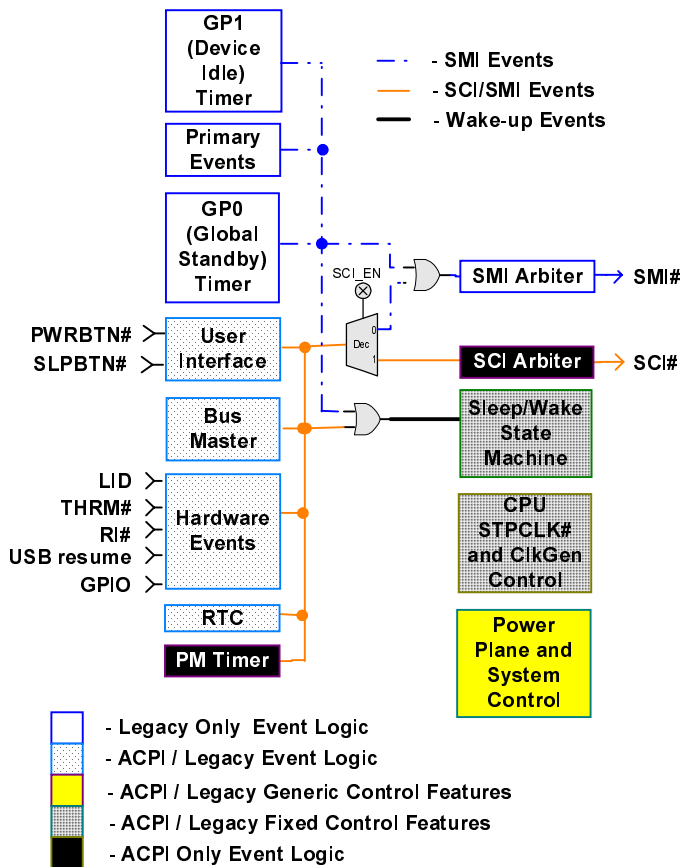 GP1
(Device
Idle)
Timer
- SMI Events
- SCI/SMI Events
- Wake-up Events
Primary
Events
GP0
(Global
Standby)
Timer
SCI_EN
SMI Arbiter
SMI#
PWRBTN#
SLPBTN#
User
Interface
0
Dec
1
SCI Arbiter
SCI#
Bus
Master
Sleep/Wake
State
Machine
LID
THRM#
RI#
USB resume
GPIO
Hardware
Events
CPU
STPCLK#
and ClkGen
Control
RTC
PM Timer
Power
Plane and
System
Control
- Legacy Only Event Logic
- ACPI / Legacy Event Logic
- ACPI / Legacy Generic Control Features
- ACPI / Legacy Fixed Control Features
- ACPI Only Event Logic